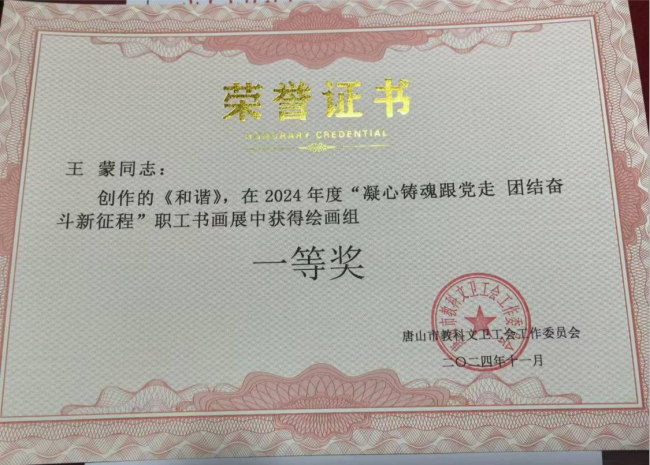 荣誉证书
HONORARY CREDENTIAL
王 蒙同志：
创作的《和谐》，在2024年度“凝心铸魂跟党走 团结奋
斗新征程”职工书画展中获得绘画组
一等奖
唐山市教科文卫工会工作委员会
二〇二四年十一月